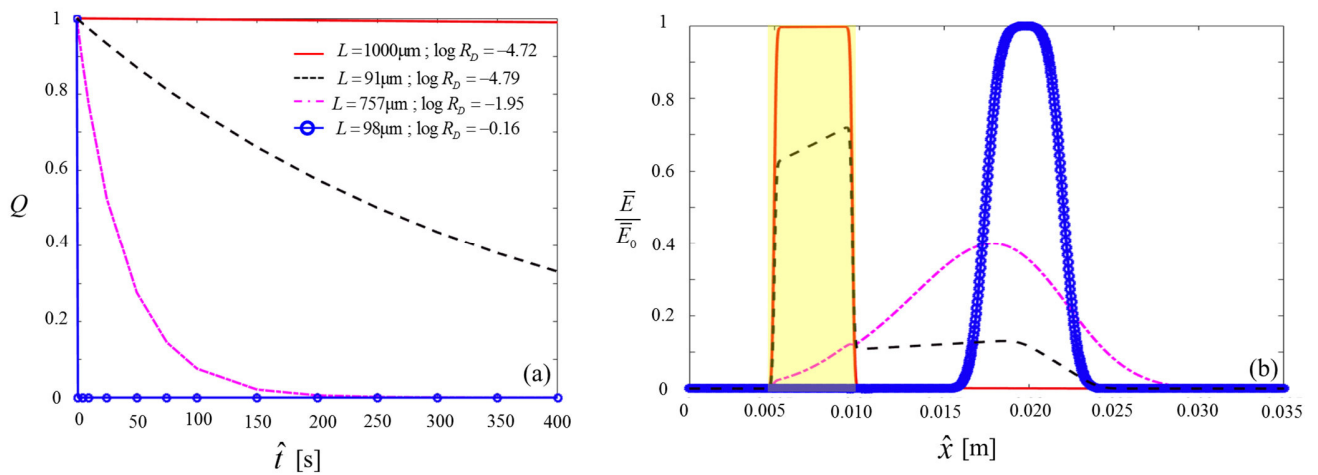 1
0.8
0.6
0.4
0.2
0
Q
L = 1000μm ; log R_D = −4.72
L = 91μm ; log R_D = −4.79
L = 757μm ; log R_D = −1.95
L = 98μm ; log R_D = −0.16
(a)
0 50 100 150 200 250 300 350 400
t̂ [s]
1
0.8
0.6
0.4
0.2
0
E̅
E̅₀
(b)
0 0.005 0.010 0.015 0.020 0.025 0.030 0.035
x̂ [m]